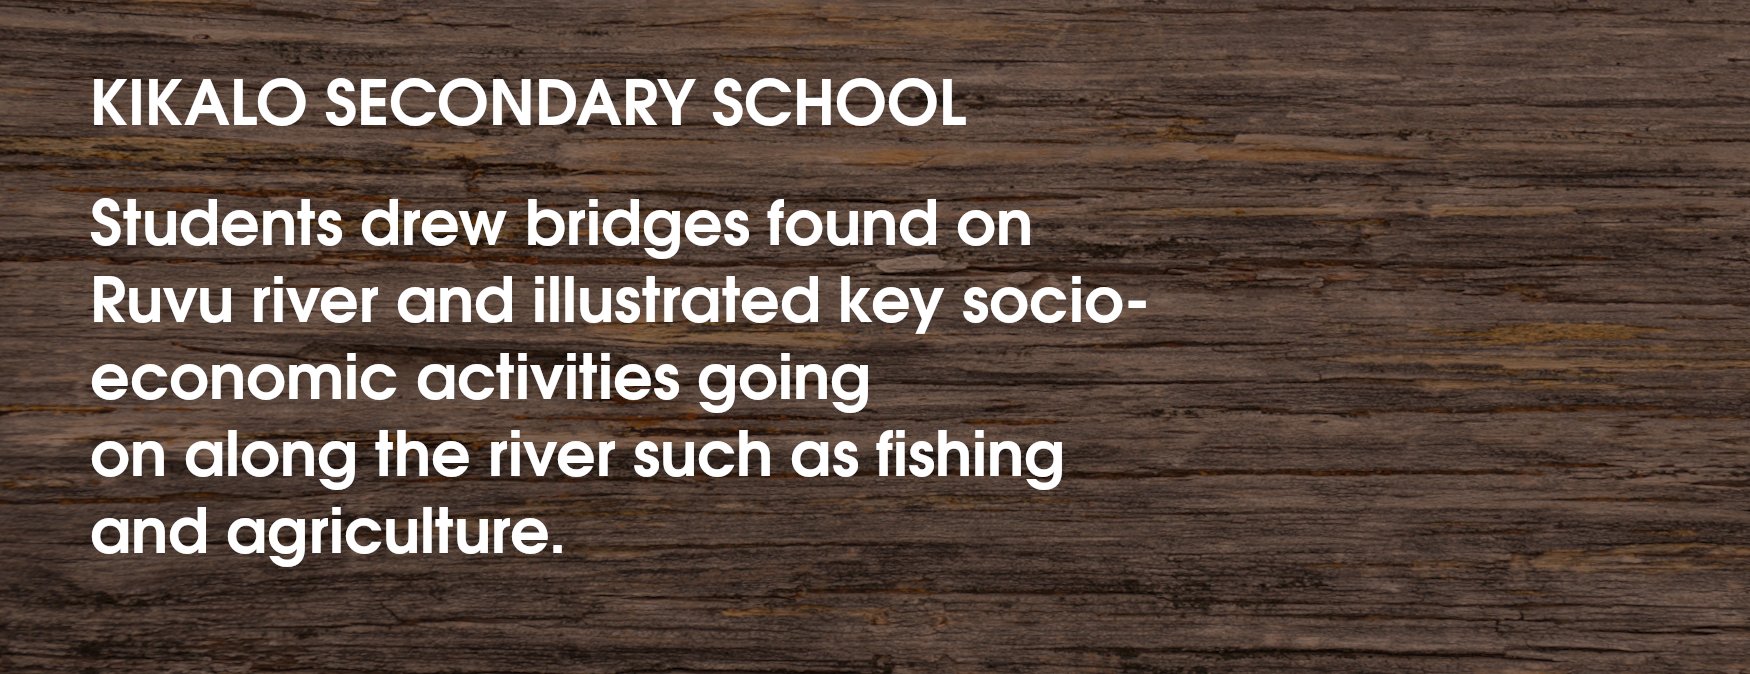 KIKALO SECONDARY SCHOOL
Students drew bridges found on
Ruvu river and illustrated key socio-
economic activities going
on along the river such as fishing
and agriculture.